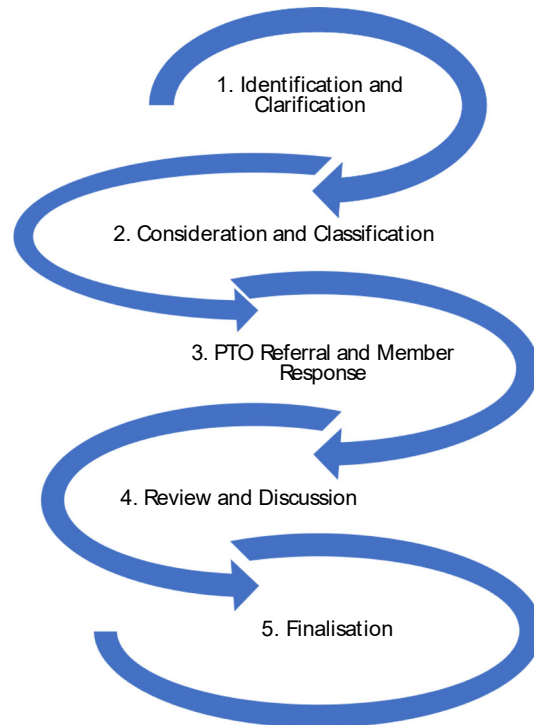 1. Identification and
Clarification
2. Consideration and Classification
3. PTO Referral and Member
Response
4. Review and Discussion
5. Finalisation